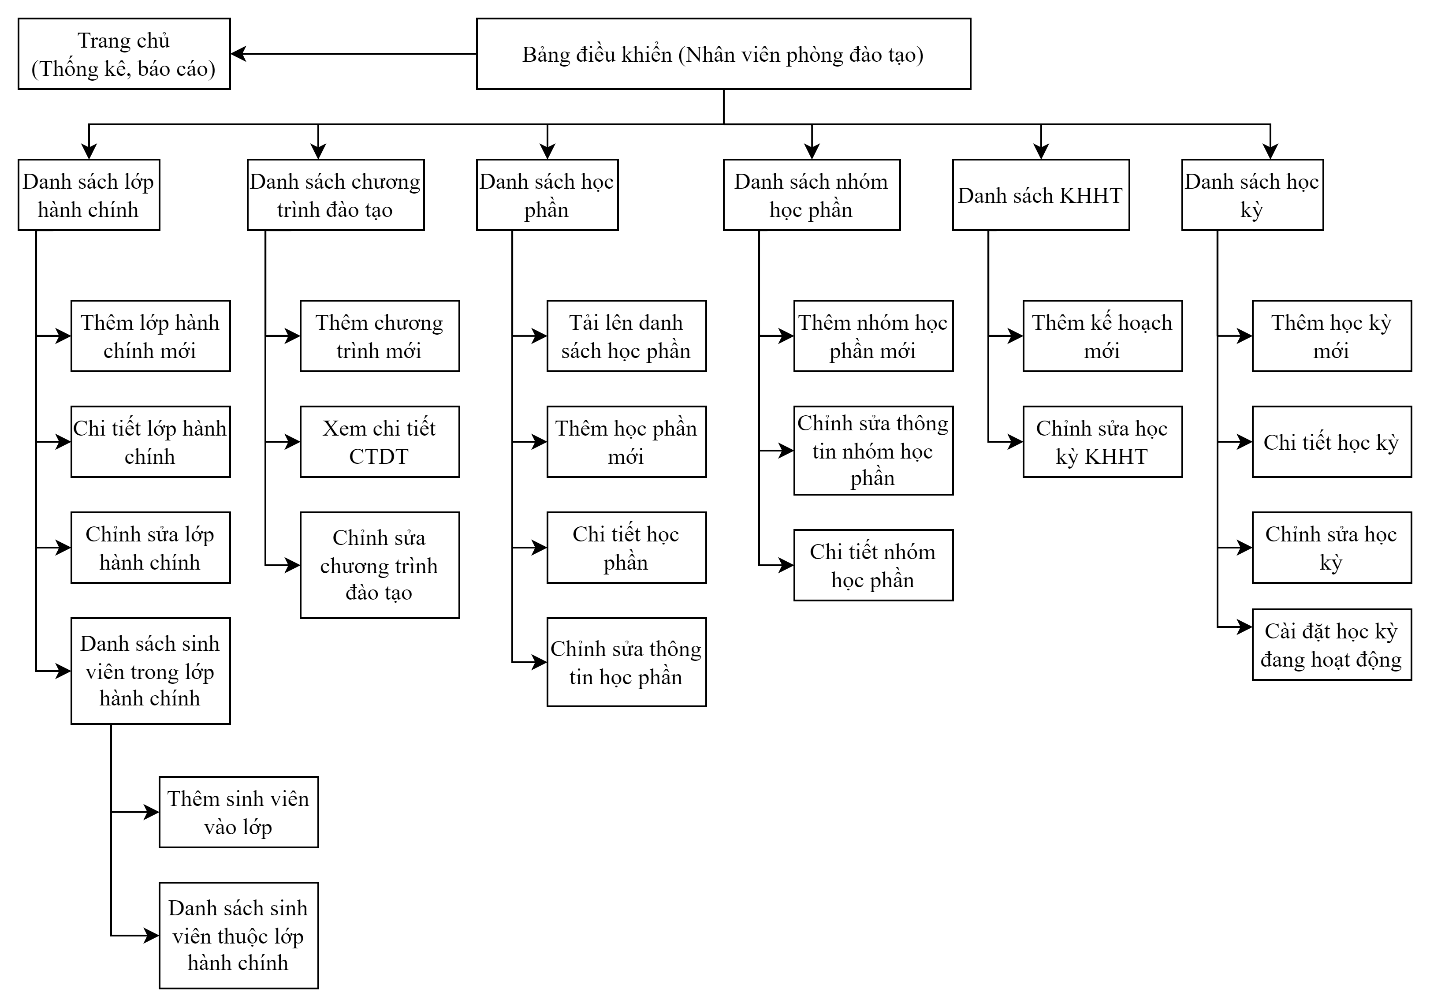 Trang chủ
(Thống kê, báo cáo)
Bảng điều khiển (Nhân viên phòng đào tạo)
Danh sách lớp
hành chính
Danh sách chương
trình đào tạo
Danh sách học
phần
Danh sách nhóm
học phần
Danh sách KHHT
Danh sách học
kỳ
Thêm lớp hành
chính mới
Chi tiết lớp hành
chính
Chỉnh sửa lớp
hành chính
Danh sách sinh
viên trong lớp
hành chính
Thêm sinh viên
vào lớp
Danh sách sinh
viên thuộc lớp
hành chính
Thêm chương
trình mới
Xem chi tiết
CTDT
Chỉnh sửa
chương trình
đào tạo
Tải lên danh
sách học phần
Thêm học phần
mới
Chi tiết học
phần
Chỉnh sửa thông
tin học phần
Thêm nhóm học
phần mới
Chỉnh sửa thông
tin nhóm học
phần
Chi tiết nhóm
học phần
Thêm kế hoạch
mới
Chỉnh sửa học
kỳ KHHT
Thêm học kỳ
mới
Chi tiết học kỳ
Chỉnh sửa học
kỳ
Cài đặt học kỳ
đang hoạt động